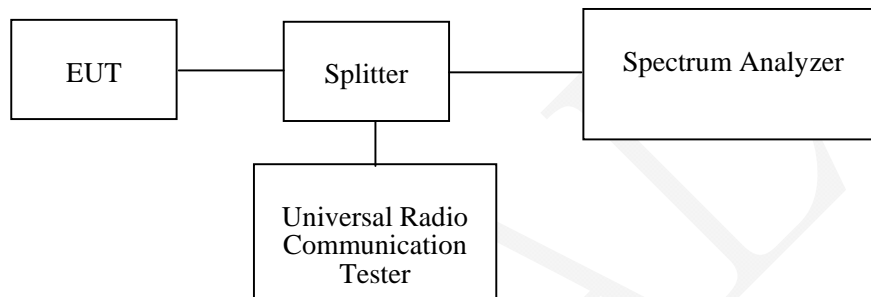 EUT
Splitter
Spectrum Analyzer
Universal Radio
Communication
Tester